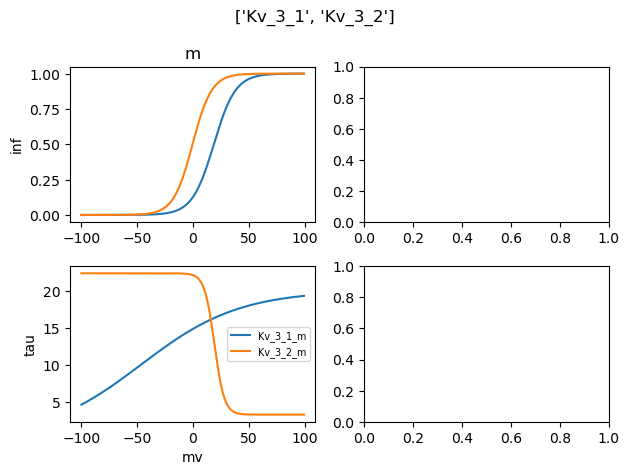 ['Kv_3_1', 'Kv_3_2']
m
inf
1.00
0.75
0.50
0.25
0.00
−100 −50 0 50 100
1.0
0.8
0.6
0.4
0.2
0.0
0.0 0.2 0.4 0.6 0.8 1.0
tau
20
15
10
5
Kv_3_1_m
Kv_3_2_m
−100 −50 0 50 100
mv
1.0
0.8
0.6
0.4
0.2
0.0
0.0 0.2 0.4 0.6 0.8 1.0